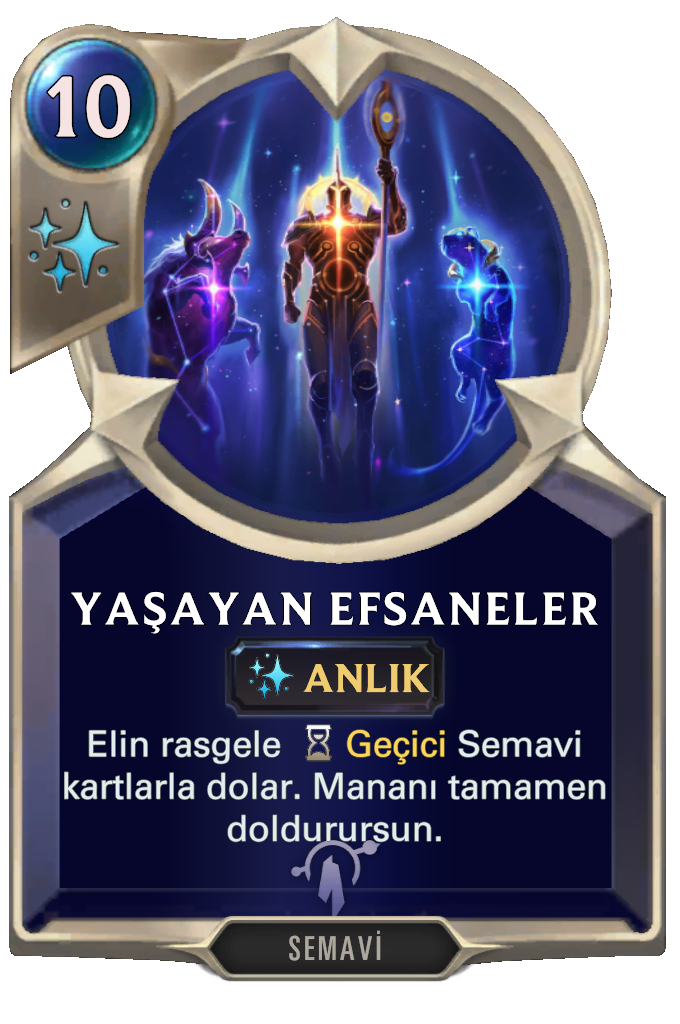 10
YAŞAYAN EFSANELER
ANLIK
Elin rasgele Geçici Semavi
kartlarla dolar. Mananı tamamen
doldurursun.
SEMAVİ